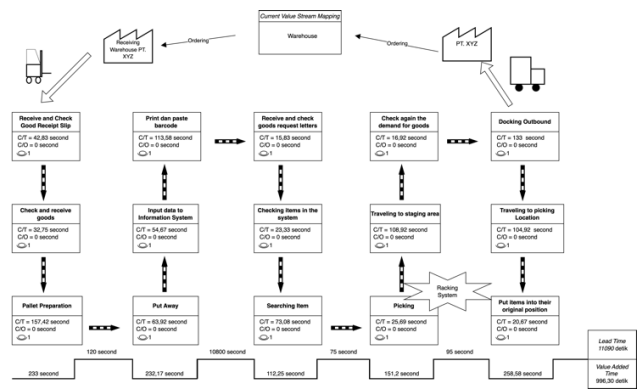 Current Value Stream Mapping
Warehouse
Ordering
Ordering
Receiving
Warehouse PT.
XYZ
PT. XYZ
Receive and Check
Good Receipt Slip
C/T = 42,83 second
C/O = 0 second
1
Print dan paste
barcode
C/T = 113,58 second
C/O = 0 second
1
Receive and check
goods request letters
C/T = 15,83 second
C/O = 0 second
1
Check again the
demand for goods
C/T = 16,92 second
C/O = 0 second
1
Docking Outbound
C/T = 133 second
C/O = 0 second
1
Check and receive
goods
C/T = 32,75 second
C/O = 0 second
1
Input data to
Information System
C/T = 54,67 second
C/O = 0 second
1
Checking Items in the
system
C/T = 23,33 second
C/O = 0 second
1
Traveling to staging area
C/T = 108,92 second
C/O = 0 second
1
Traveling to picking
Location
C/T = 104,92 second
C/O = 0 second
1
Pallet Preparation
C/T = 157,42 second
C/O = 0 second
1
Put Away
C/T = 63,92 second
C/O = 0 second
1
Searching Item
C/T = 73,08 second
C/O = 0 second
1
Picking
C/T = 25,69 second
C/O = 0 second
1
Racking
System
Put items into their
original position
C/T = 20,67 second
C/O = 0 second
1
120 second
10800 second
75 second
95 second
233 second
232,17 second
112,25 second
151,2 second
258,58 second
Lead Time
11090 detik
Value Added
Time
996,30 detik